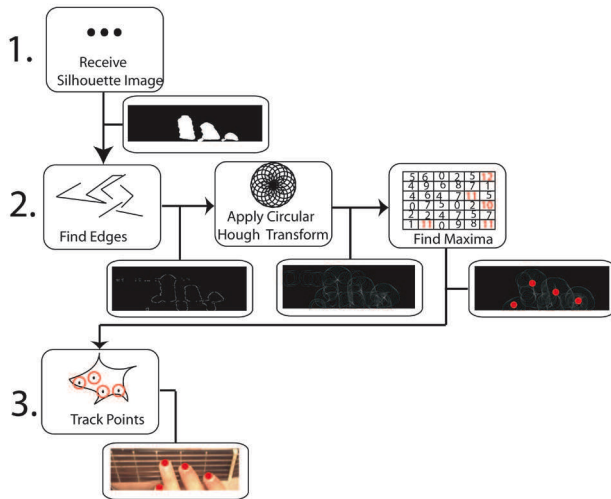 1.
Receive
Silhouette Image
2.
Find Edges
Apply Circular
Hough Transform
5 6 0 2 5 12
4 9 6 8 7 1
4 6 4 7 11 5
0 7 5 0 2 10
2 2 4 7 5 7
1 11 0 9 8 11
Find Maxima
3.
Track Points